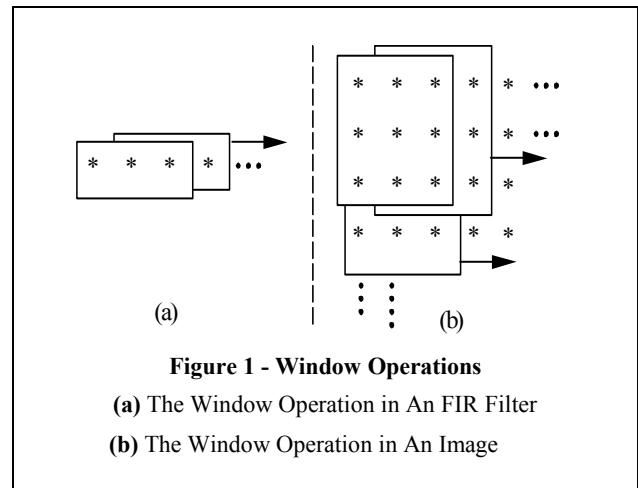 * * * * * •••
* * * * * •••
* * * * *
* * * * *
* * * * •••
(a)
(b)
Figure 1 - Window Operations
(a) The Window Operation in An FIR Filter
(b) The Window Operation in An Image